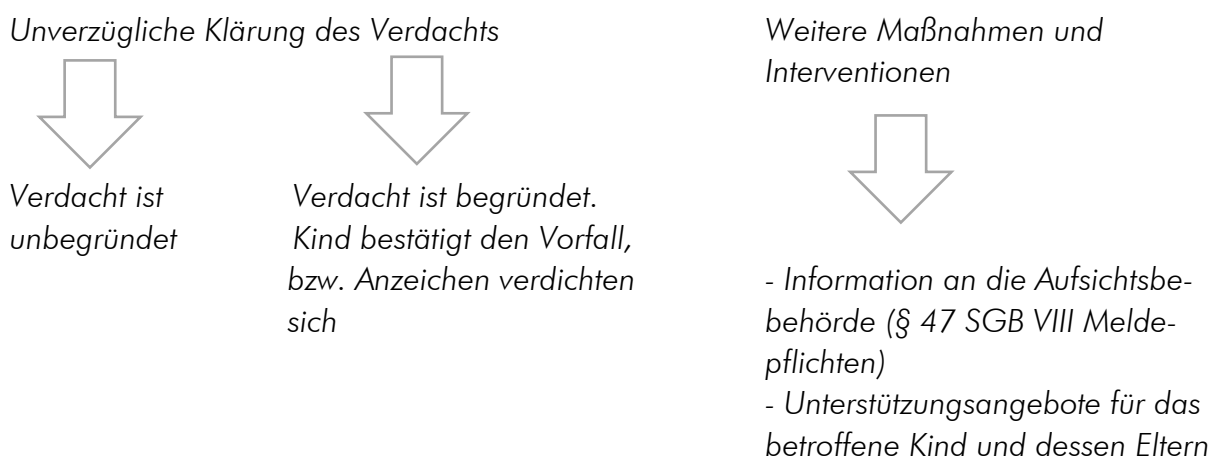 Unverzügliche Klärung des Verdachts
Verdacht ist
unbegründet
Verdacht ist begründet.
Kind bestätigt den Vorfall,
bzw. Anzeichen verdichten
sich
Weitere Maßnahmen und
Interventionen
- Information an die Aufsichtsbe-
behörde (§ 47 SGB VIII Melde-
pflichten)
- Unterstützungsangebote für das
betroffene Kind und dessen Eltern